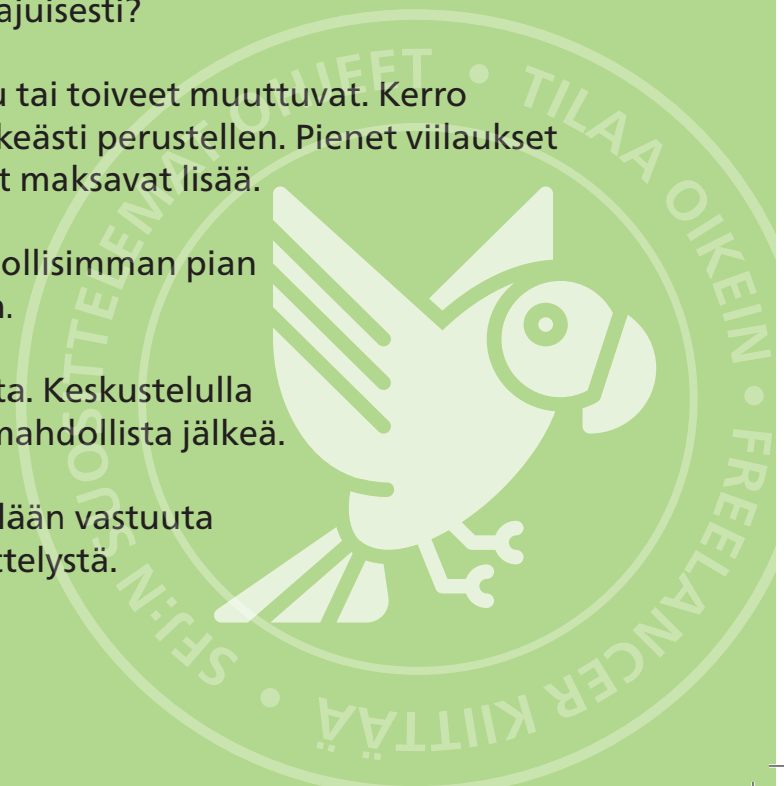 ajuisesti?
u tai toiveet muuttuvat. Kerro
keästi perustellen. Pienet viilaukset
t maksavat lisää.
ollisimman pian
n.
ta. Keskustelulla
mahdollista jälkeä.
lään vastuuta
ttelystä.
SFJ:N SUOSITTELEMAT OHJEET • TILAA OIKEIN • FREELANCER KIITTÄÄ •